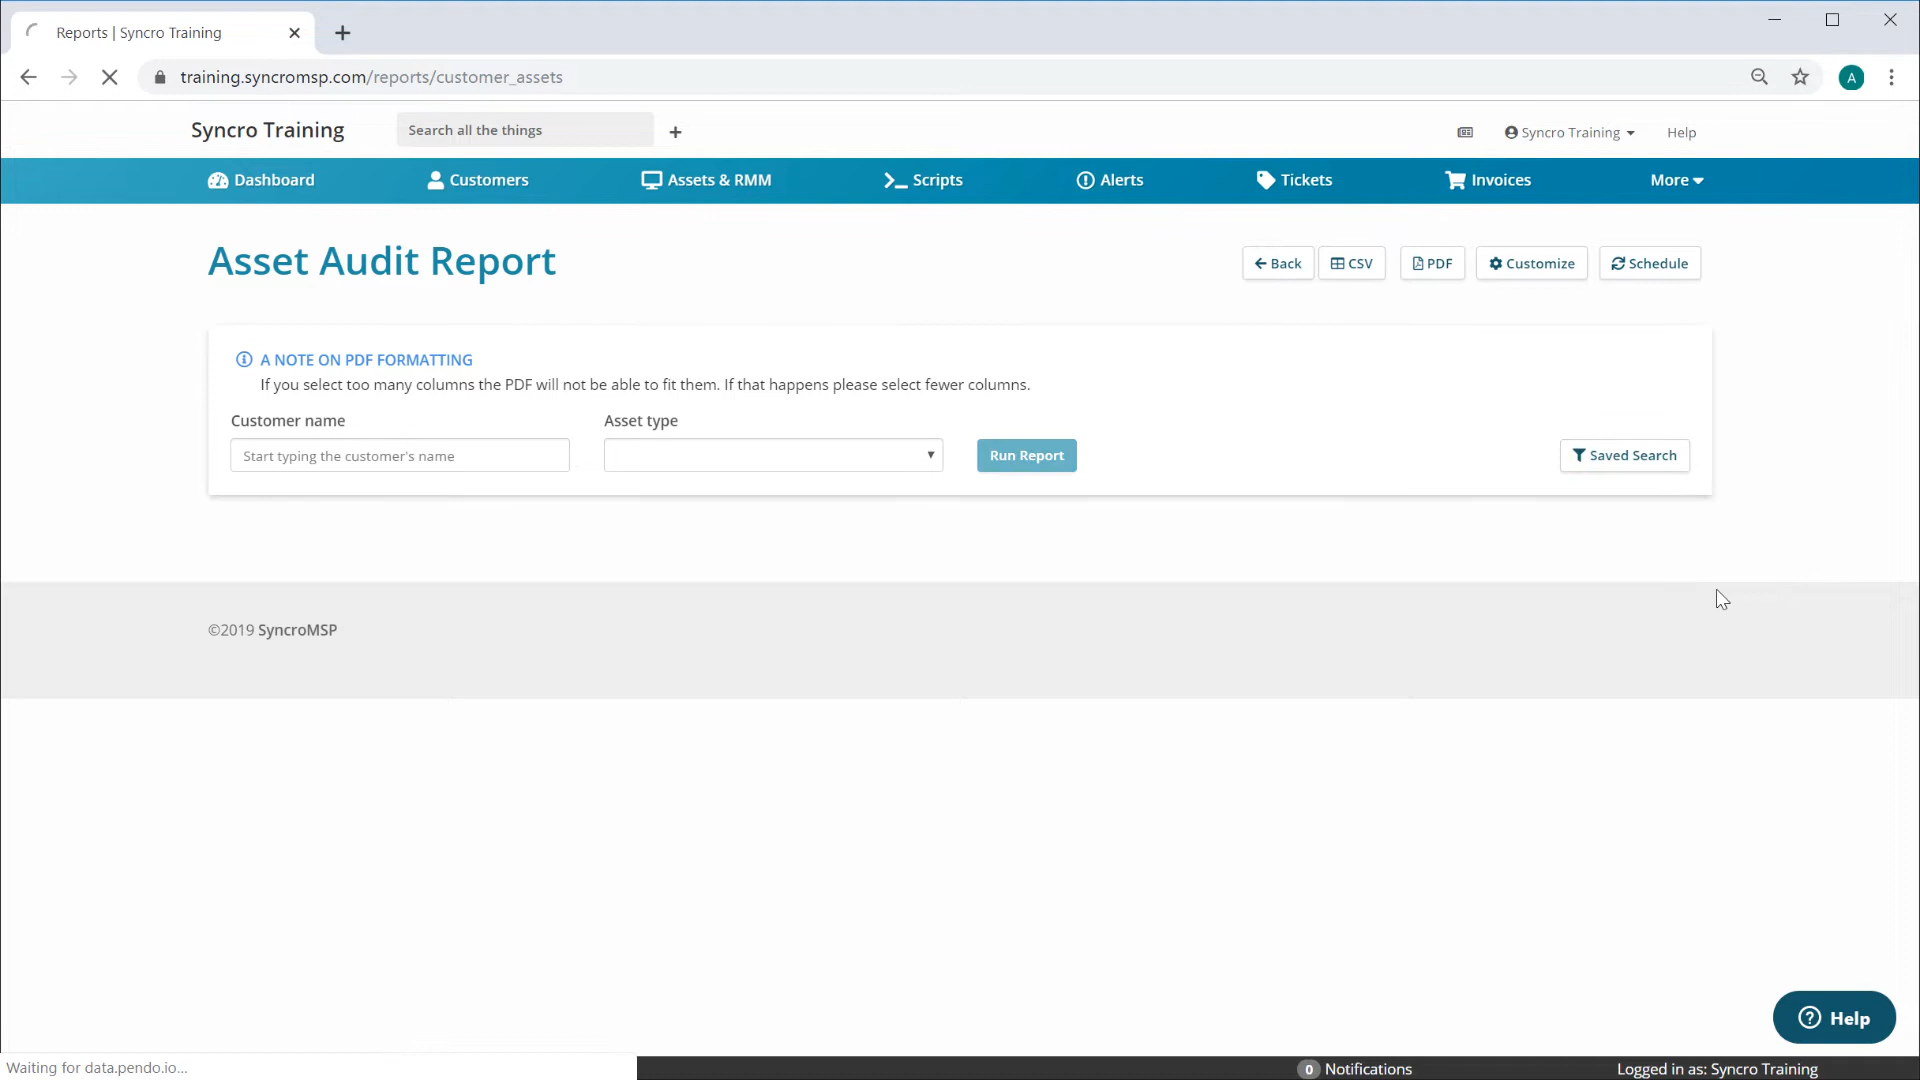 Reports | Syncro Training
training.syncromsp.com/reports/customer_assets
A
Syncro Training
Search all the things
Syncro Training
Help
Dashboard
Customers
Assets & RMM
Scripts
Alerts
Tickets
Invoices
More
Asset Audit Report
Back
CSV
PDF
Customize
Schedule
A NOTE ON PDF FORMATTING
If you select too many columns the PDF will not be able to fit them. If that happens please select fewer columns.
Customer name
Asset type
Start typing the customer's name
Run Report
Saved Search
©2019 SyncroMSP
Help
Waiting for data.pendo.io...
0 Notifications
Logged in as: Syncro Training